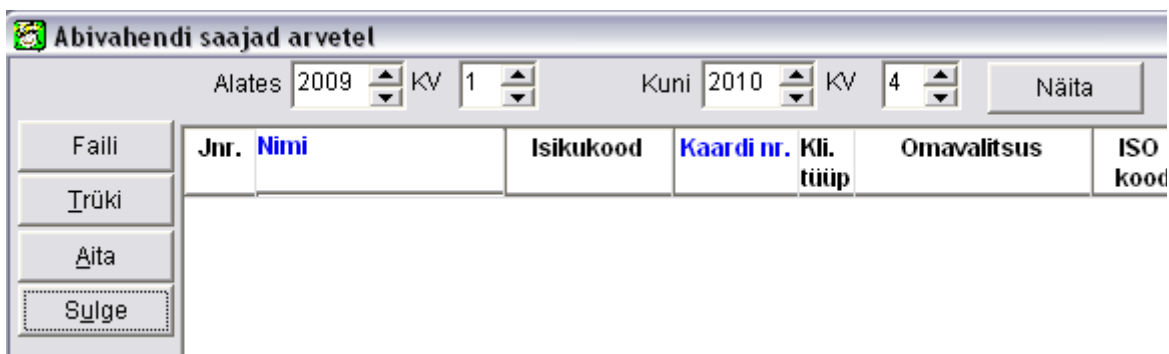 Abivahendi saajad arvetel
Alates 2009 KV 1 Kuni 2010 KV 4 Näita
Faili
Trüki
Aita
Sulge
Jnr. Nimi Isikukood Kaardi nr. Kli. tüüp Omavalitsus ISO kood